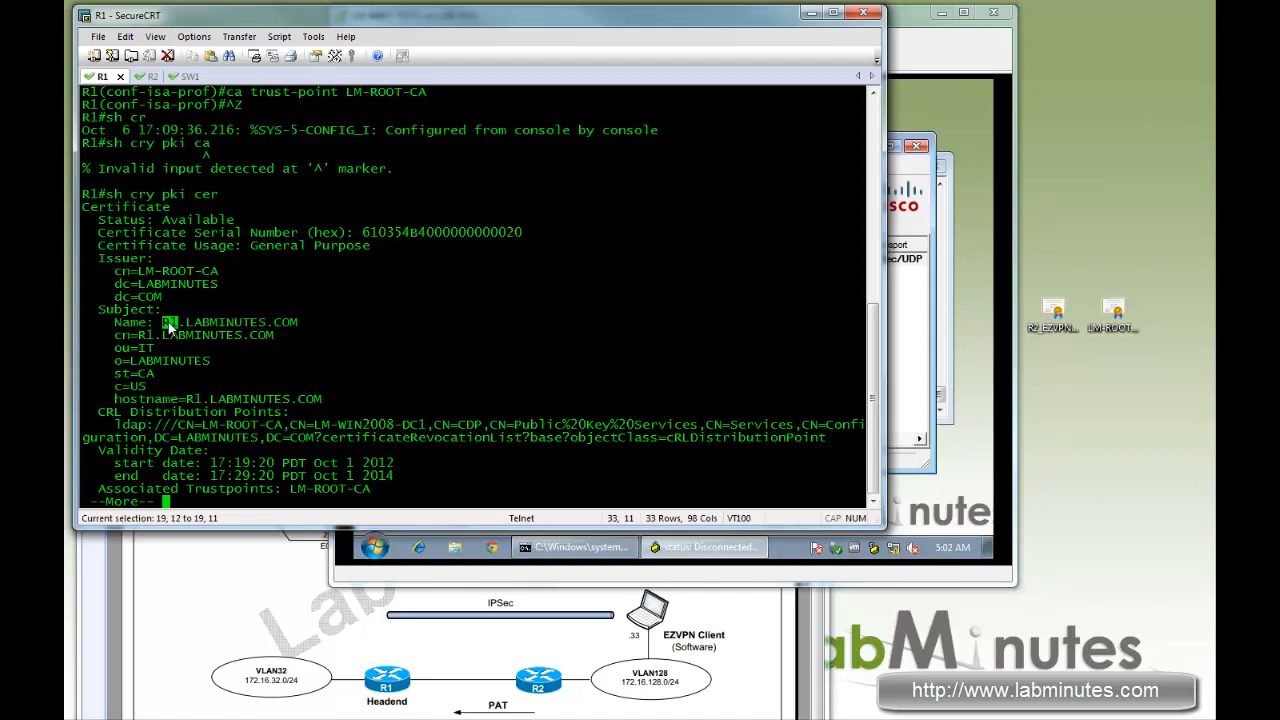 R1 - SecureCRT
File Edit View Options Transfer Script Tools Help
R1 R2 SW1
R1(conf-isa-prof)#ca trust-point LM-ROOT-CA
R1(conf-isa-prof)#^Z
R1#sh cr
Oct  6 17:09:36.216: %SYS-5-CONFIG_I: Configured from console by console
R1#sh cry pki ca
^
% Invalid input detected at '^' marker.
R1#sh cry pki cer
Certificate
Status: Available
Certificate Serial Number (hex): 610354B4000000000020
Certificate Usage: General Purpose
Issuer:
cn=LM-ROOT-CA
dc=LABMINUTES
dc=COM
Subject:
Name: R1.LABMINUTES.COM
cn=R1.LABMINUTES.COM
ou=IT
o=LABMINUTES
st=CA
c=US
hostname=R1.LABMINUTES.COM
CRL Distribution Points:
ldap:///CN=LM-ROOT-CA,CN=LM-WIN2008-DC1,CN=CDP,CN=Public%20Key%20Services,CN=Services,CN=Confi
guration,DC=LABMINUTES,DC=COM?certificateRevocationList?base?objectClass=cRLDistributionPoint
Validity Date:
start date: 17:19:20 PDT Oct 1 2012
end   date: 17:29:20 PDT Oct 1 2014
Associated Trustpoints: LM-ROOT-CA
--More--
Current selection: 19, 12 to 19, 11 Telnet 33, 11 33 Rows, 98 Cols VT100 CAP NUM
sco
port
ec/UDP
R2_EZVPN... LM-ROOT...
inute
C:\Windows\system... status: Disconnected... 5:02 AM
IPSec
.33
EZVPN Client
(Software)
VLAN32
172.16.32.0/24
R1
Headend
R2
VLAN128
172.16.128.0/24
PAT
abMinutes
http://www.labminutes.com